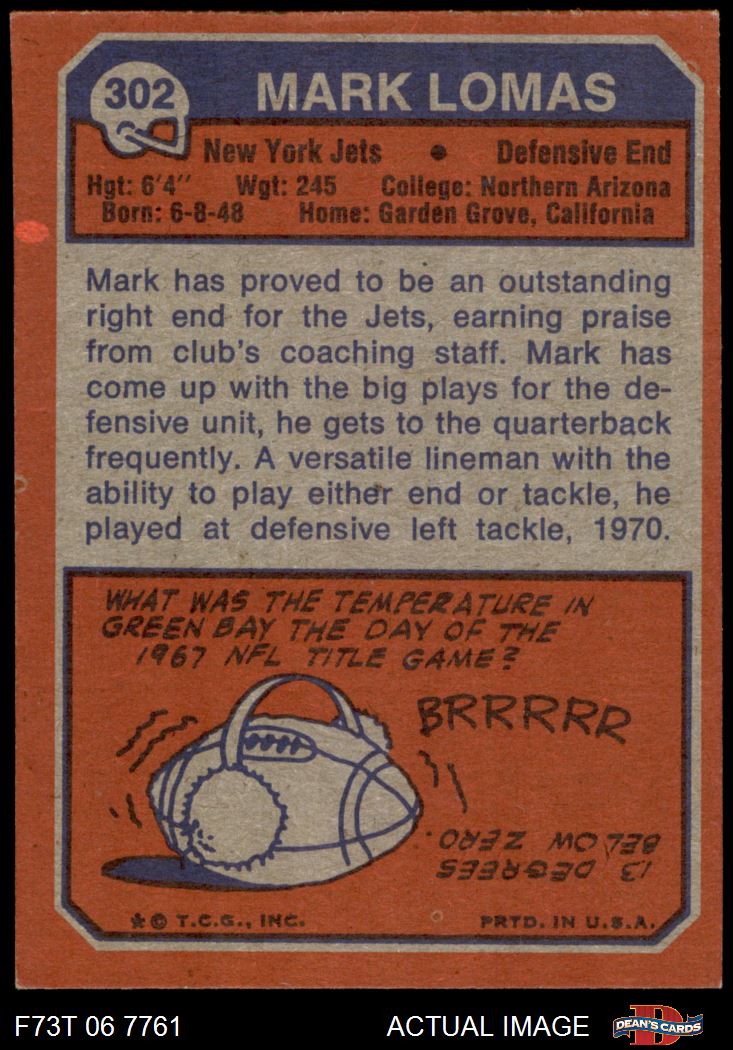 302
MARK LOMAS
New York Jets • Defensive End
Hgt: 6'4'' Wgt: 245 College: Northern Arizona
Born: 6-8-48 Home: Garden Grove, California
Mark has proved to be an outstanding
right end for the Jets, earning praise
from club's coaching staff. Mark has
come up with the big plays for the de-
fensive unit, he gets to the quarterback
frequently. A versatile lineman with the
ability to play either end or tackle, he
played at defensive left tackle, 1970.
WHAT WAS THE TEMPERATURE IN
GREEN BAY THE DAY OF THE
1967 NFL TITLE GAME?
BRRRRR
13 DEGREES
BELOW ZERO.
★ © T.C.G., INC. PRTD. IN U.S.A.
F73T 06 7761 ACTUAL IMAGE
D
DEAN'S CARDS